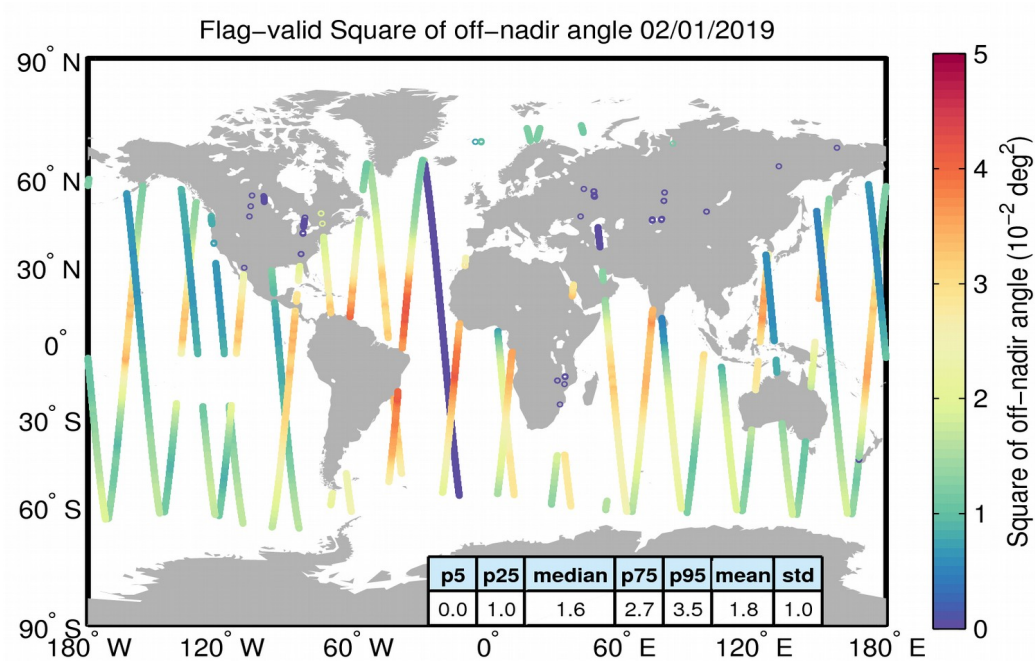 Flag−valid Square of off−nadir angle 02/01/2019
90° N
60° N
30° N
0°
30° S
60° S
90° S
180° W
120° W
60° W
0°
60° E
120° E
180° E
p5 p25 median p75 p95 mean std
0.0 1.0 1.6 2.7 3.5 1.8 1.0
5
4
3
2
1
0
Square of off−nadir angle (10⁻² deg²)